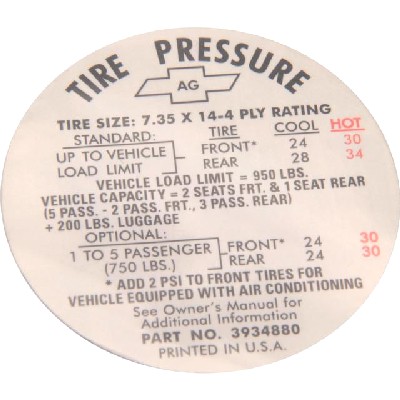 TIRE PRESSURE
AG
TIRE SIZE: 7.35 X 14-4 PLY RATING
STANDARD: TIRE COOL HOT
UP TO VEHICLE FRONT* 24 30
LOAD LIMIT REAR 28 34
VEHICLE LOAD LIMIT = 950 LBS.
VEHICLE CAPACITY = 2 SEATS FRT. & 1 SEAT REAR
(5 PASS. - 2 PASS. FRT., 3 PASS. REAR)
+ 200 LBS. LUGGAGE
OPTIONAL:
1 TO 5 PASSENGER FRONT* 24 30
(750 LBS.) REAR 24 30
* ADD 2 PSI TO FRONT TIRES FOR
VEHICLE EQUIPPED WITH AIR CONDITIONING
See Owner's Manual for
Additional Information
PART NO. 3934880
PRINTED IN U.S.A.